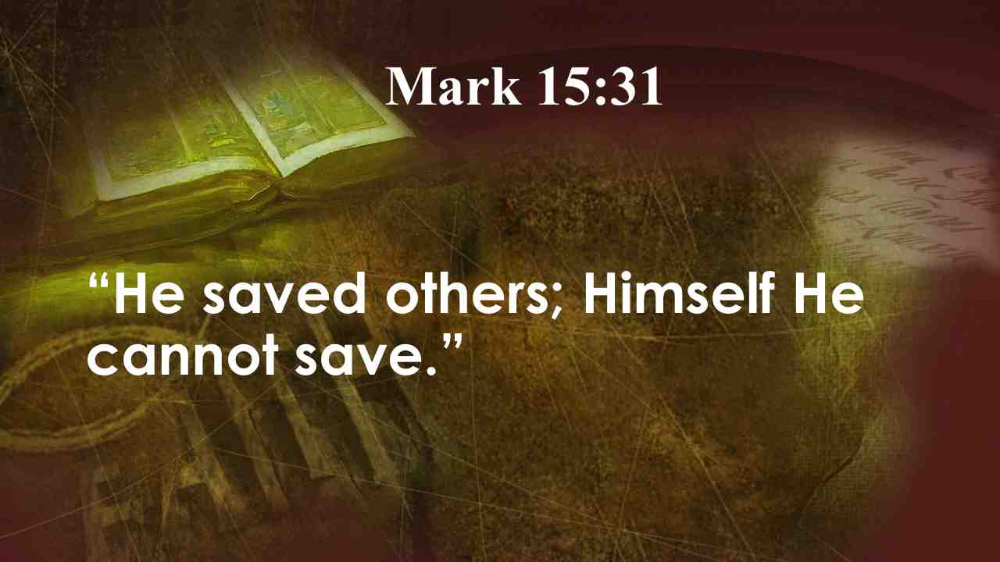 Mark 15:31
“He saved others; Himself He
cannot save.”